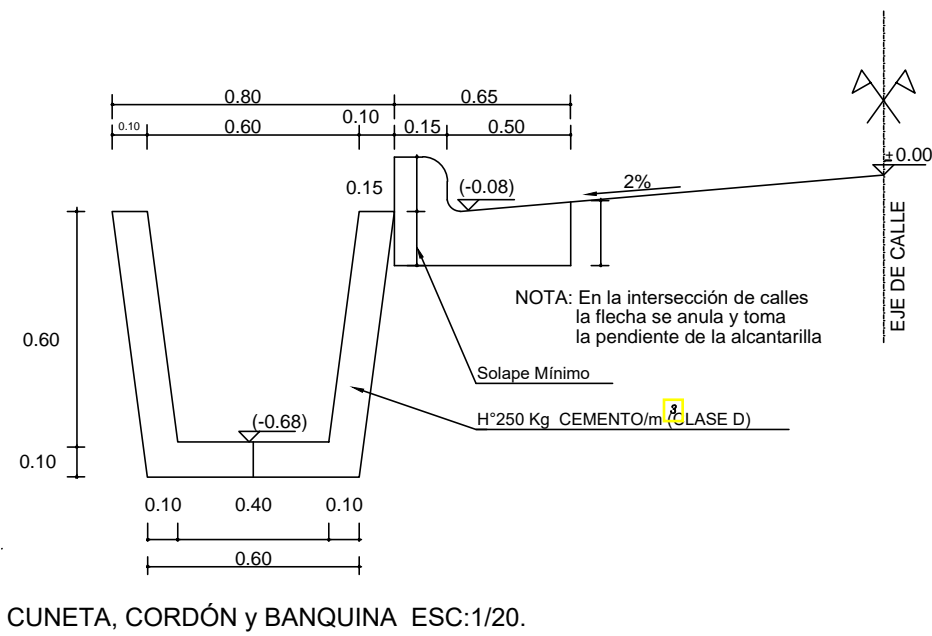 0.80
0.65
0.10
0.60
0.10
0.15
0.50
±0.00
0.15
(-0.08)
2%
EJE DE CALLE
NOTA: En la intersección de calles
la flecha se anula y toma
la pendiente de la alcantarilla
0.60
Solape Mínimo
(-0.68)
H°250 Kg CEMENTO/m³ (CLASE D)
0.10
0.10
0.40
0.10
0.60
CUNETA, CORDÓN y BANQUINA ESC:1/20.